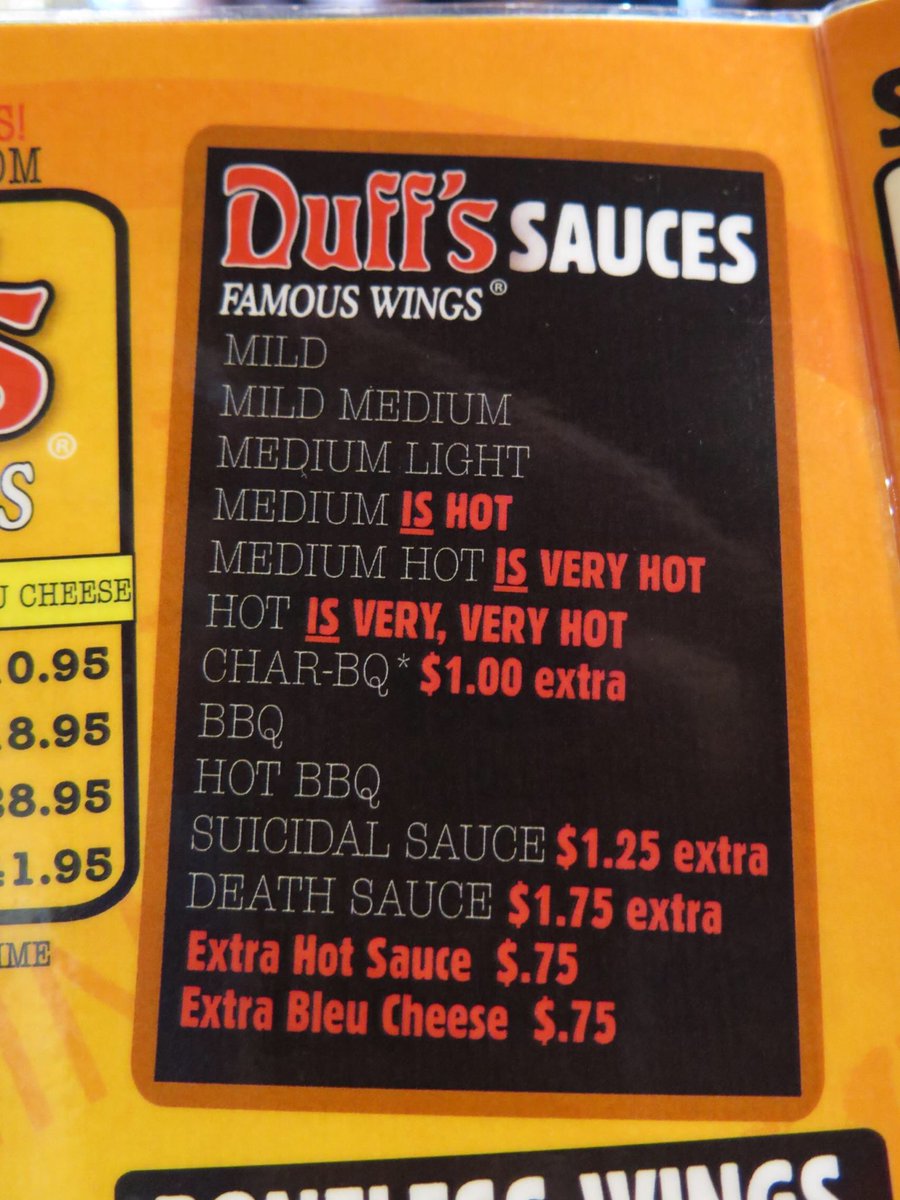 Duff's SAUCES
FAMOUS WINGS®
MILD
MILD MEDIUM
MEDIUM LIGHT
MEDIUM IS HOT
MEDIUM HOT IS VERY HOT
HOT IS VERY, VERY HOT
CHAR-BQ* $1.00 extra
BBQ
HOT BBQ
SUICIDAL SAUCE $1.25 extra
DEATH SAUCE $1.75 extra
Extra Hot Sauce $.75
Extra Bleu Cheese $.75
®
CHEESE
WINGS